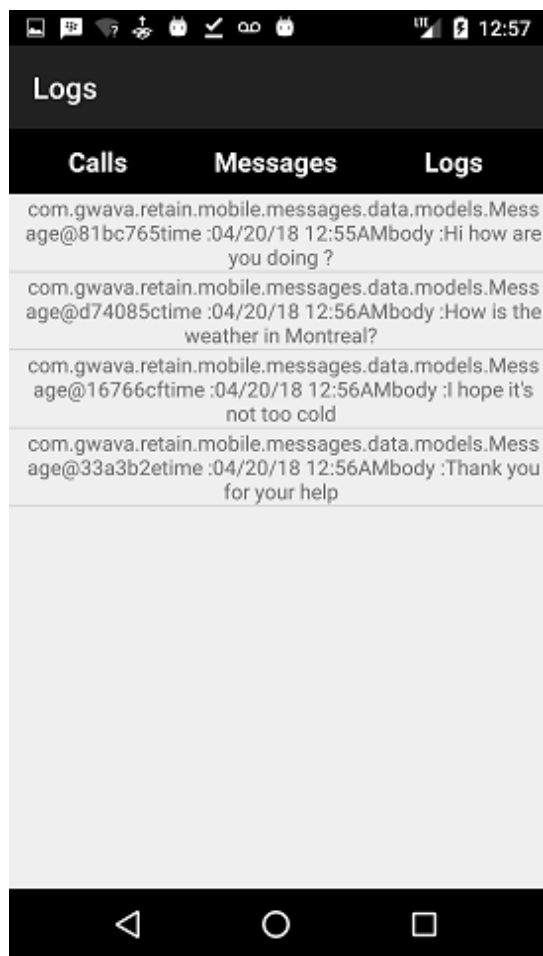 12:57
Logs
Calls Messages Logs
com.gwava.retain.mobile.messages.data.models.Mess
age@81bc765time :04/20/18 12:55AMbody :Hi how are
you doing ?
com.gwava.retain.mobile.messages.data.models.Mess
age@d74085ctime :04/20/18 12:56AMbody :How is the
weather in Montreal?
com.gwava.retain.mobile.messages.data.models.Mess
age@16766cftime :04/20/18 12:56AMbody :I hope it's
not too cold
com.gwava.retain.mobile.messages.data.models.Mess
age@33a3b2etime :04/20/18 12:56AMbody :Thank you
for your help